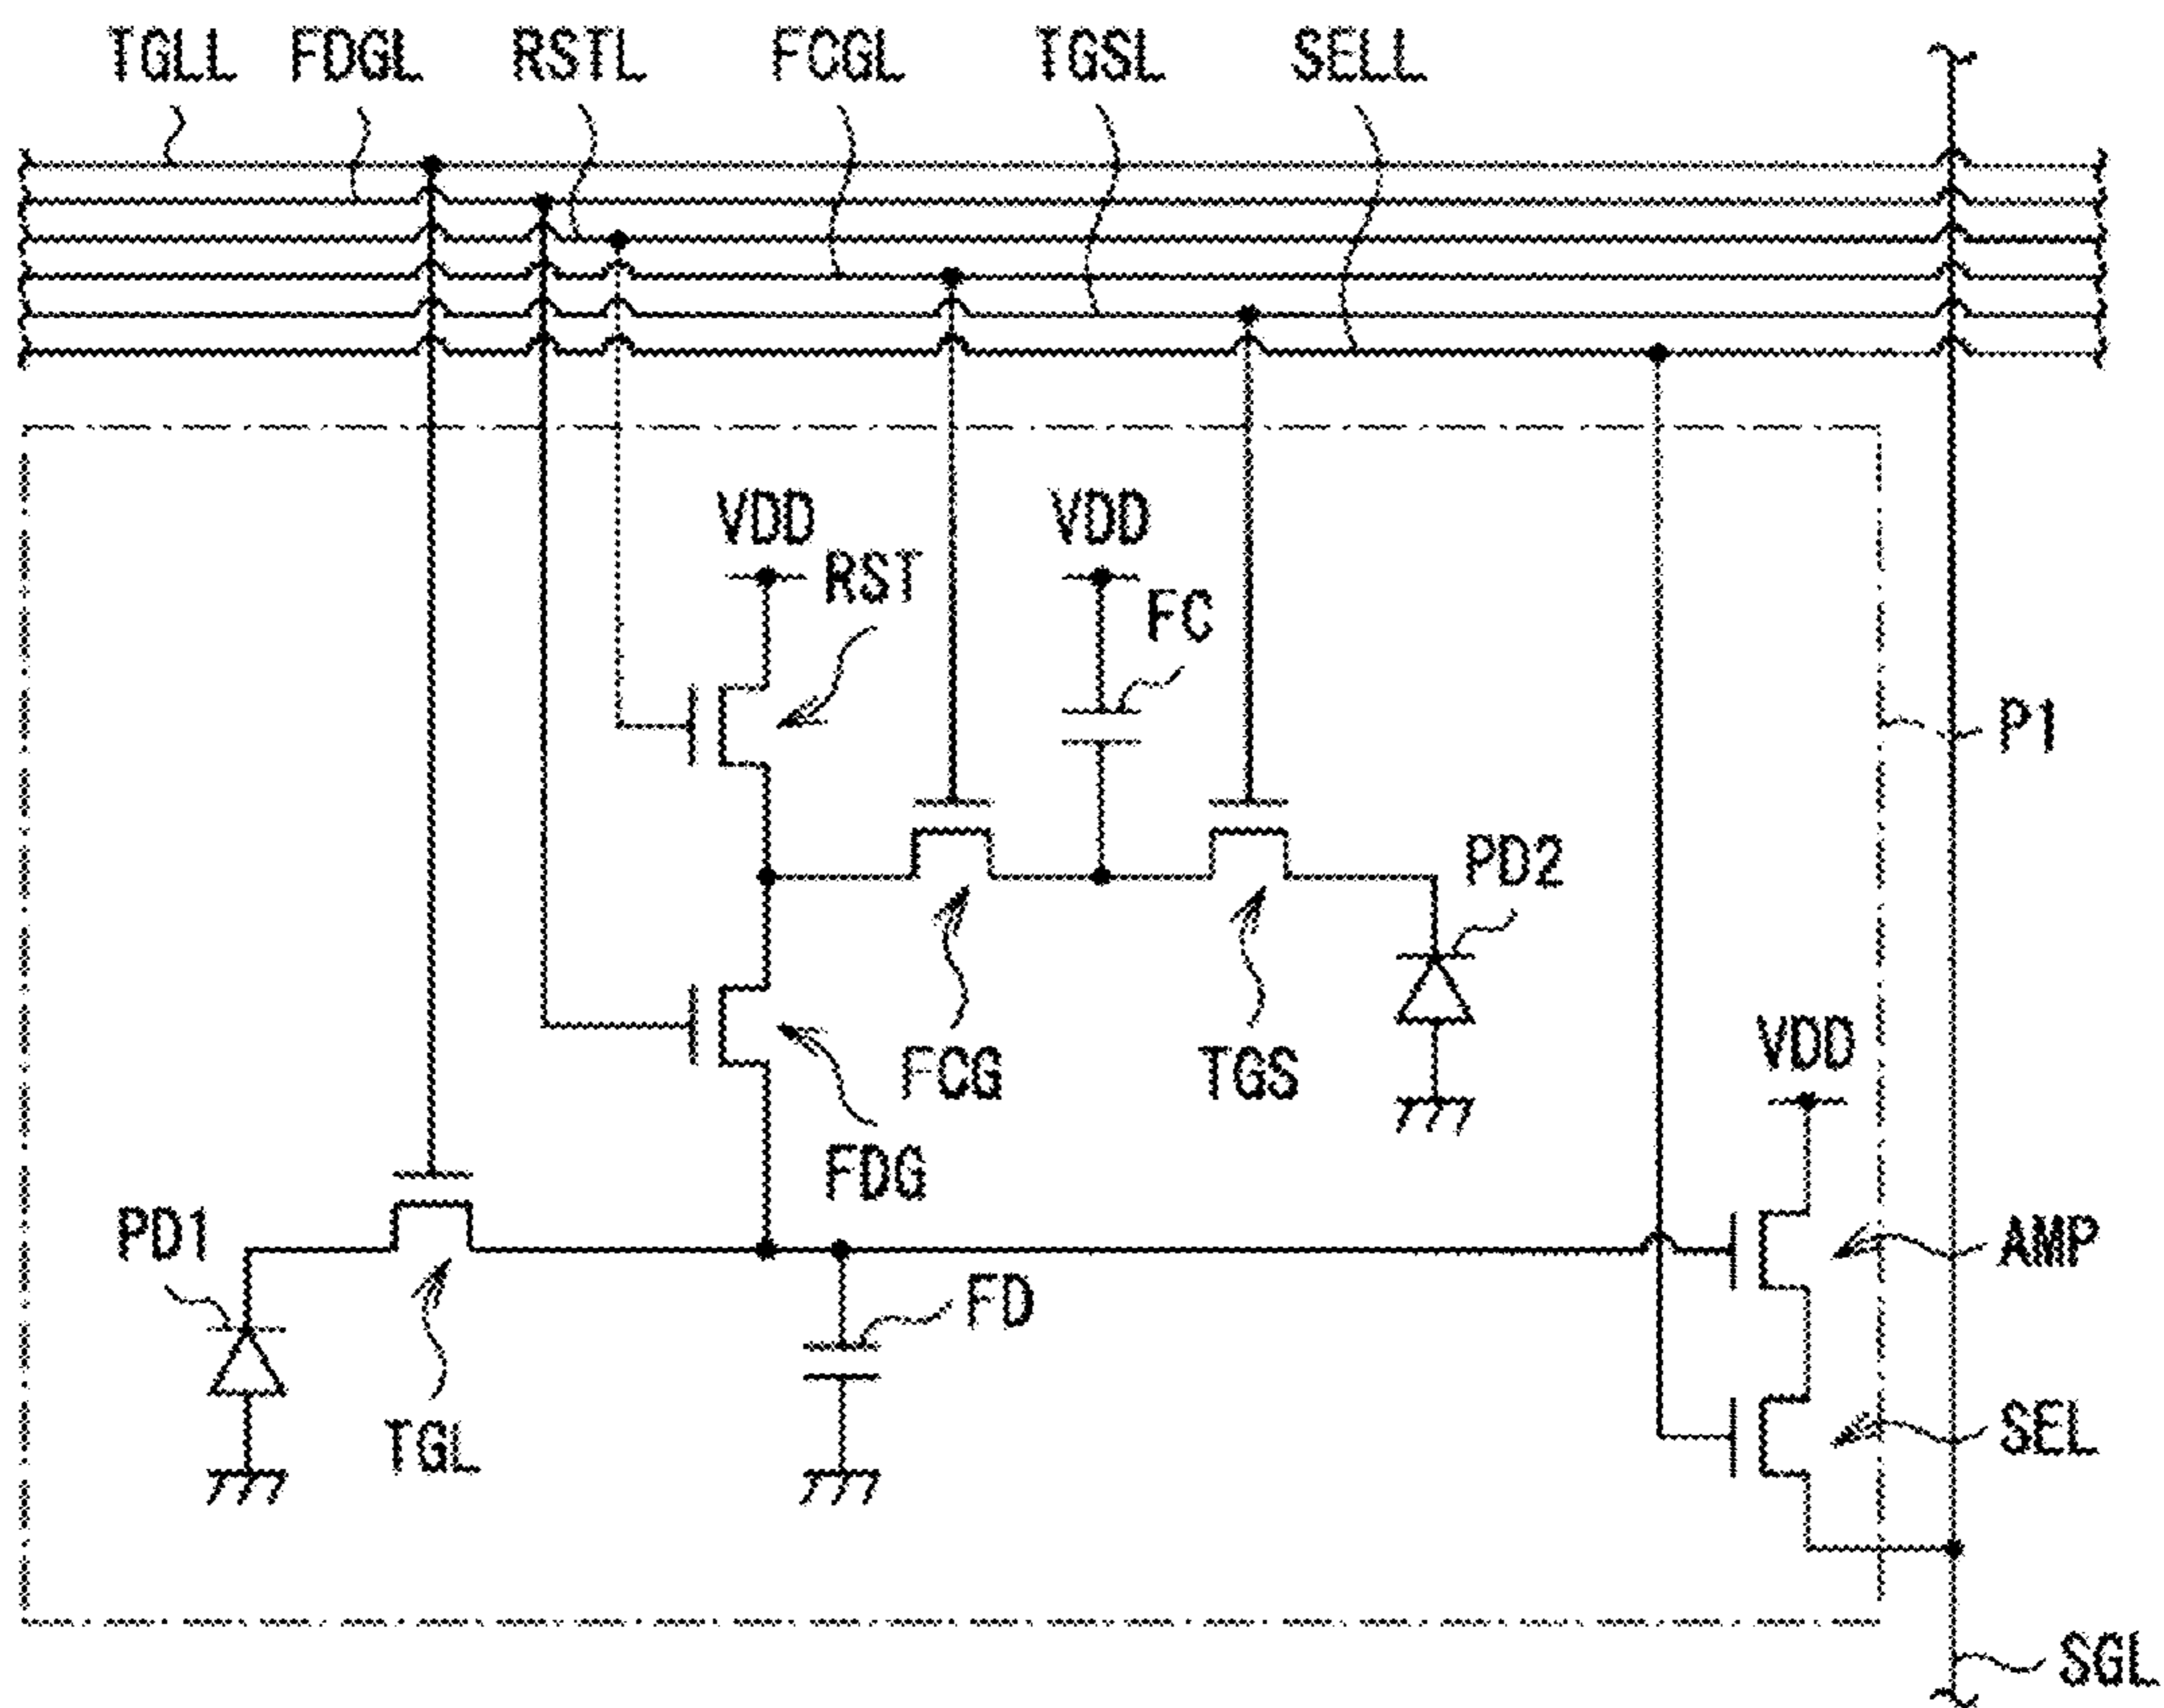 TGLL FDGL RSTL FCGL TGSL SELL
VDD VDD
RST
FC
P1
PD2
FCG TGS
VDD
FDG
PD1
AMP
FD
TGL
SEL
SGL